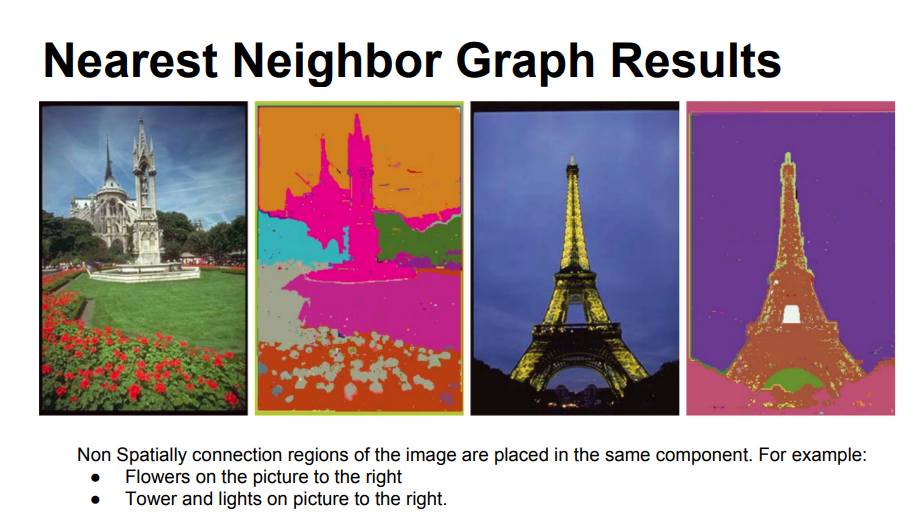 Nearest Neighbor Graph Results
Non Spatially connection regions of the image are placed in the same component. For example:
● Flowers on the picture to the right
● Tower and lights on picture to the right.